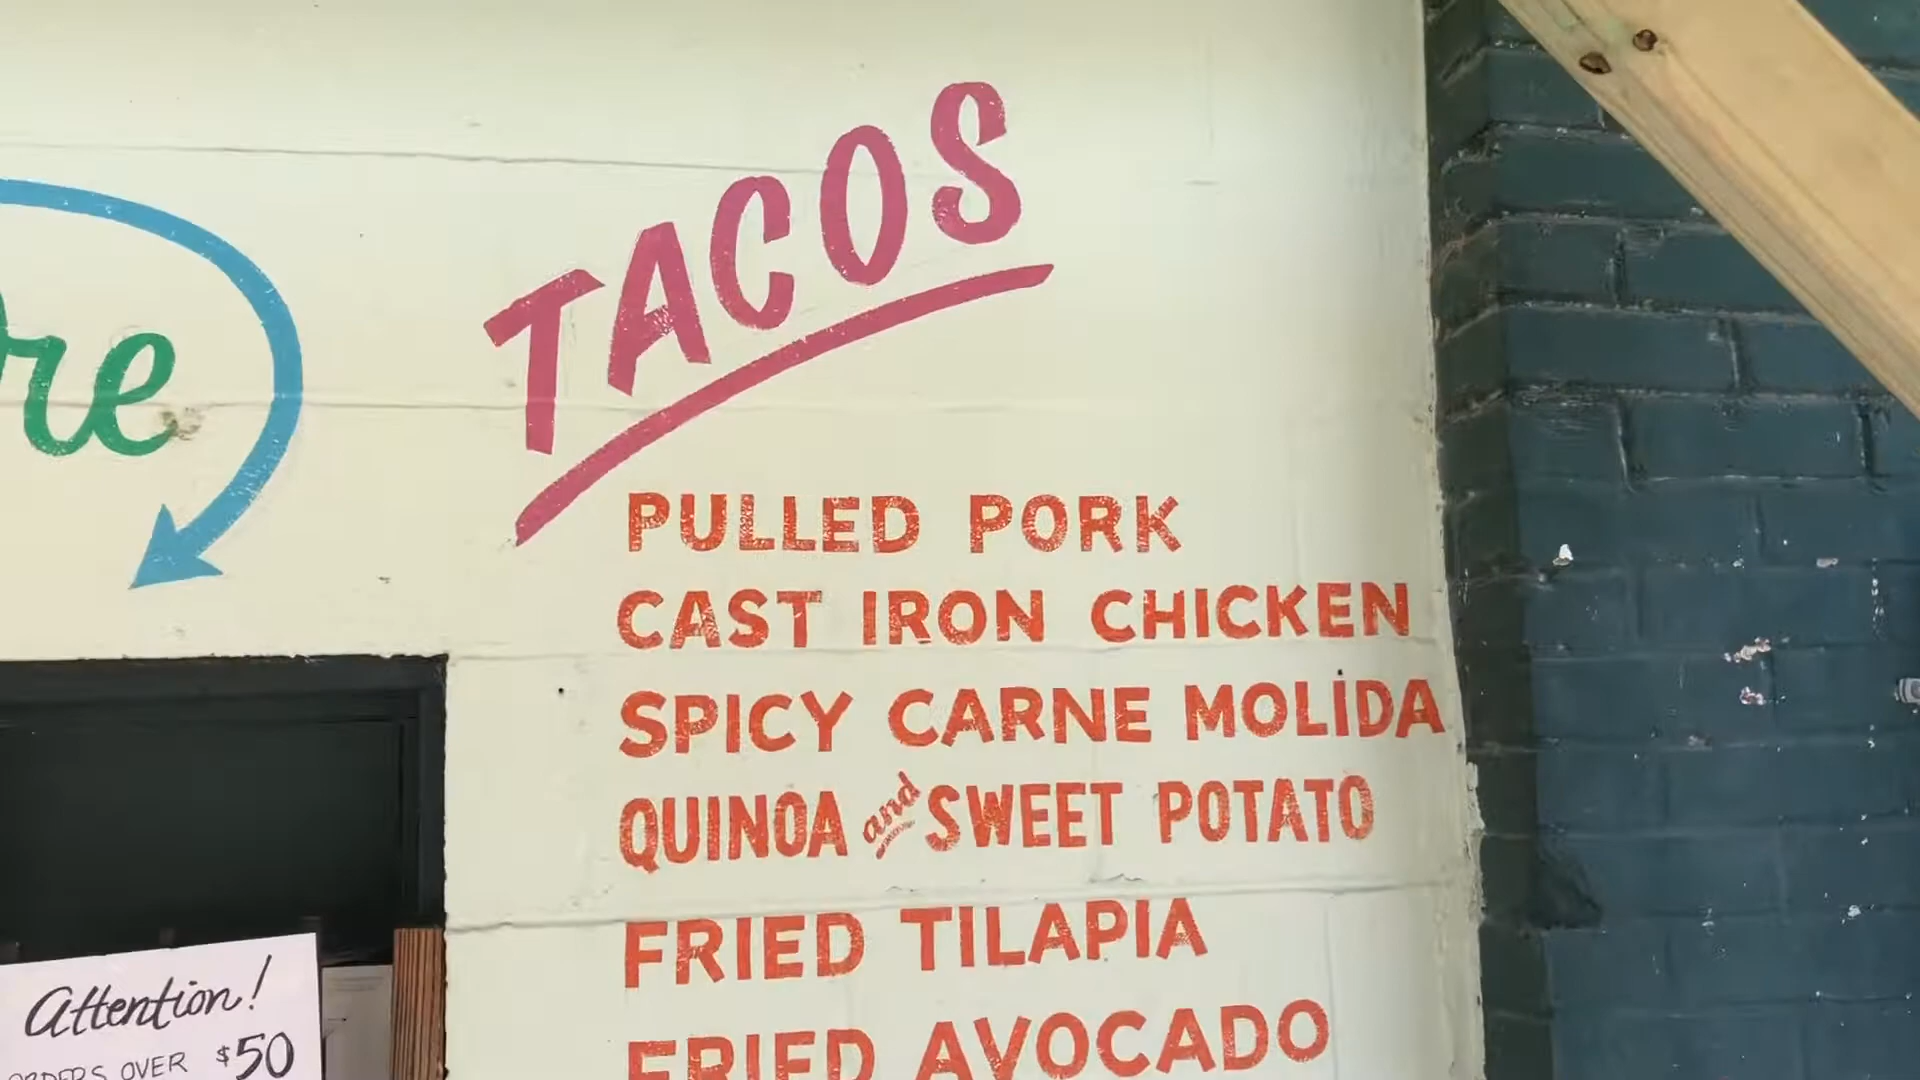 TACOS
PULLED PORK
CAST IRON CHICKEN
SPICY CARNE MOLIDA
QUINOA and SWEET POTATO
FRIED TILAPIA
FRIED AVOCADO
Attention!
ORDERS OVER $50